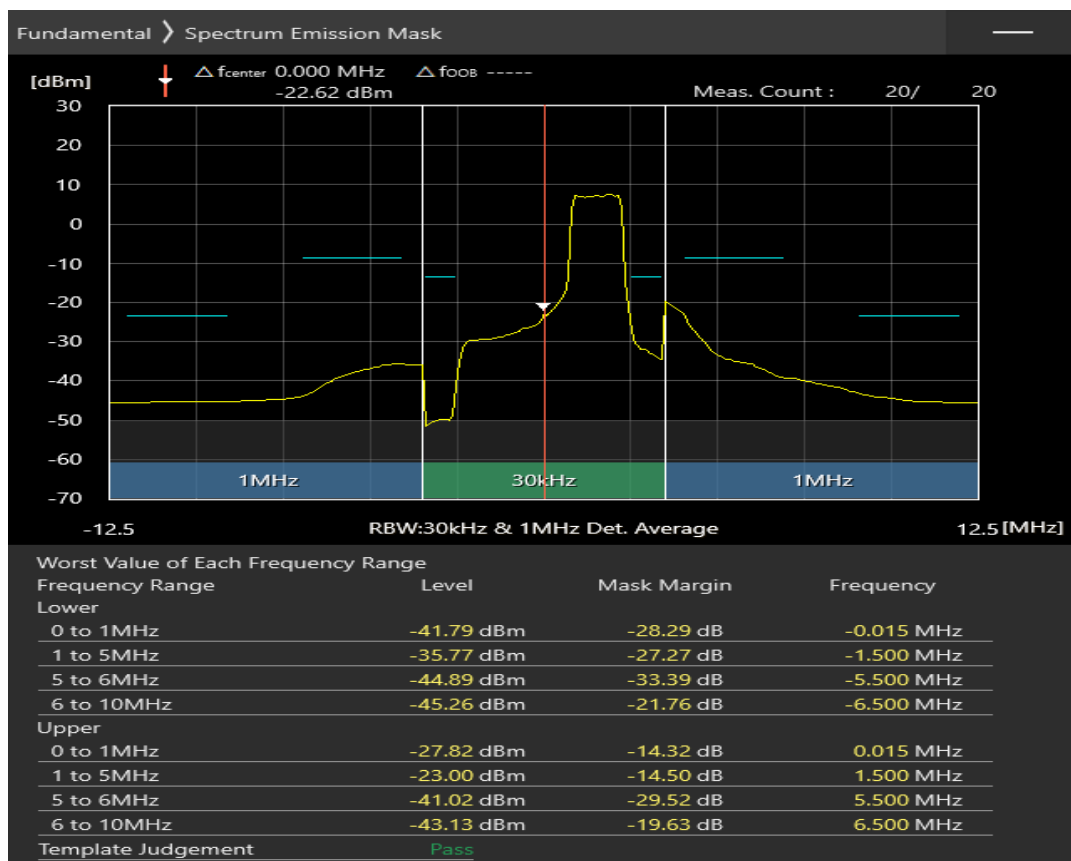 Fundamental ❯ Spectrum Emission Mask
[dBm] △ fcenter 0.000 MHz △ fOOB -----
-22.62 dBm Meas. Count : 20/ 20
30
20
10
0
-10
-20
-30
-40
-50
-60
-70
1MHz 30kHz 1MHz
-12.5 RBW:30kHz & 1MHz Det. Average 12.5 [MHz]
Worst Value of Each Frequency Range
Frequency Range Level Mask Margin Frequency
Lower
0 to 1MHz -41.79 dBm -28.29 dB -0.015 MHz
1 to 5MHz -35.77 dBm -27.27 dB -1.500 MHz
5 to 6MHz -44.89 dBm -33.39 dB -5.500 MHz
6 to 10MHz -45.26 dBm -21.76 dB -6.500 MHz
Upper
0 to 1MHz -27.82 dBm -14.32 dB 0.015 MHz
1 to 5MHz -23.00 dBm -14.50 dB 1.500 MHz
5 to 6MHz -41.02 dBm -29.52 dB 5.500 MHz
6 to 10MHz -43.13 dBm -19.63 dB 6.500 MHz
Template Judgement Pass